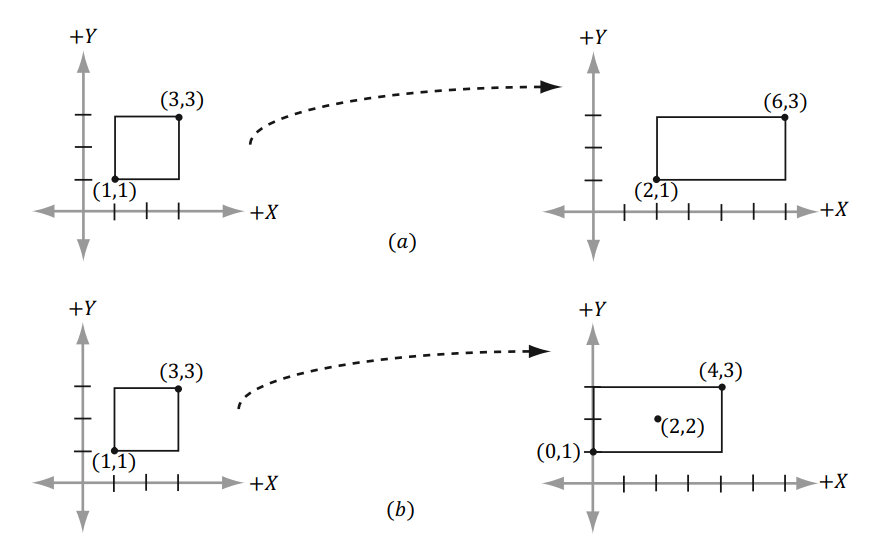 +Y
+Y
(3,3)
(6,3)
(1,1)
(2,1)
+X
+X
(a)
+Y
+Y
(3,3)
(4,3)
(2,2)
(0,1)
(1,1)
+X
+X
(b)